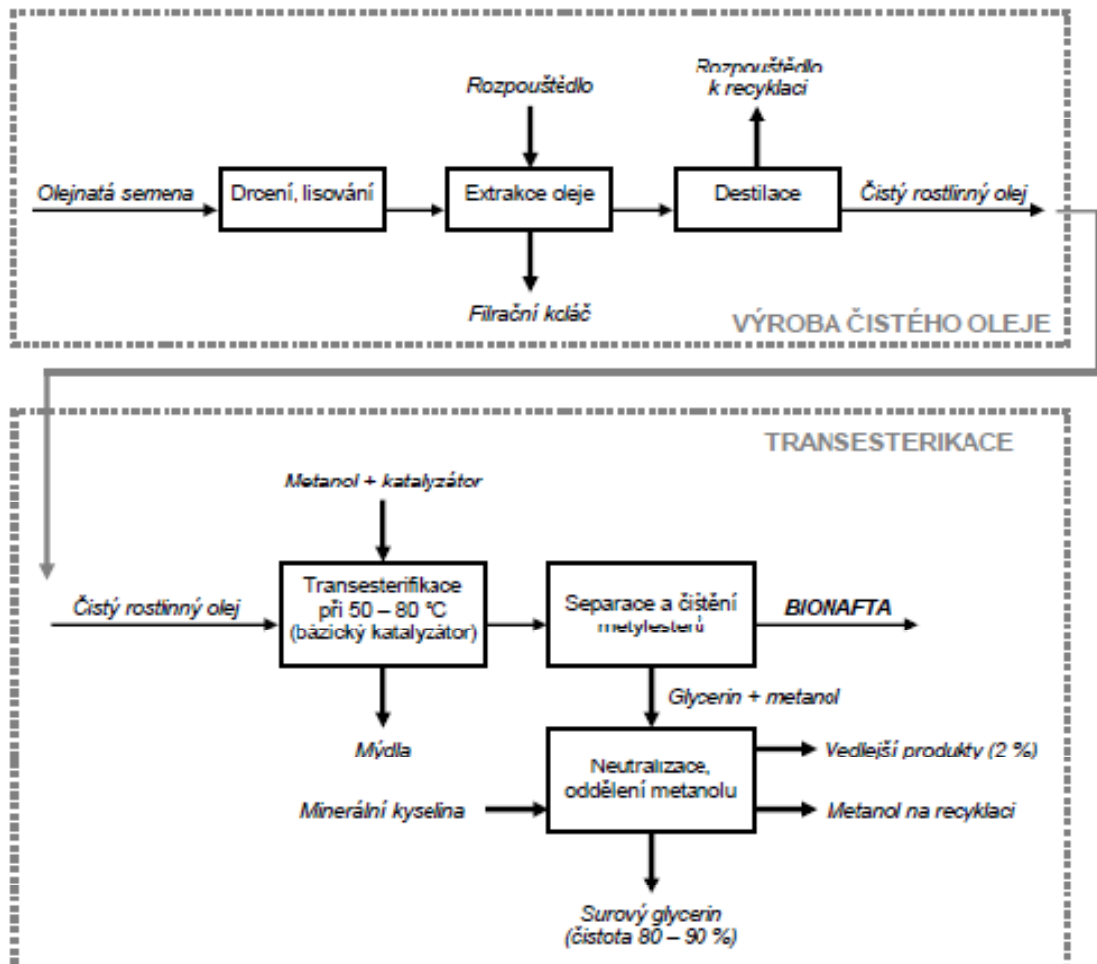 Rozpouštědlo
Rozpouštědlo
k recyklaci
Olejnatá semena
Drcení, lisování
Extrakce oleje
Destilace
Čistý rostlinný olej
Filrační koláč
VÝROBA ČISTÉHO OLEJE
TRANSESTERIKACE
Metanol + katalyzátor
Čistý rostlinný olej
Transesterifikace
při 50 – 80 °C
(bázický katalyzátor)
Separace a čištění
metylesterů
BIONAFTA
Glycerin + metanol
Mýdla
Neutralizace,
oddělení metanolu
Vedlejší produkty (2 %)
Minerální kyselina
Metanol na recyklaci
Surový glycerin
(čistota 80 – 90 %)